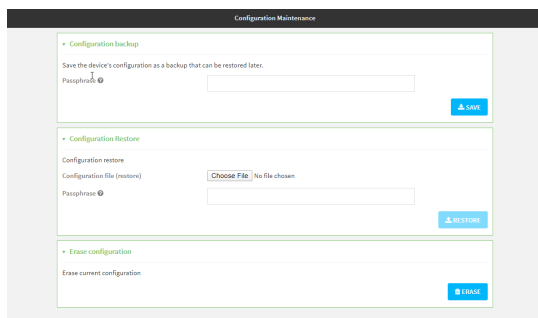 Configuration Maintenance
Configuration backup
Save the device's configuration as a backup that can be restored later.
Passphrase
SAVE
Configuration Restore
Configuration restore
Configuration file (restore)
Choose File No file chosen
Passphrase
RESTORE
Erase configuration
Erase current configuration
ERASE